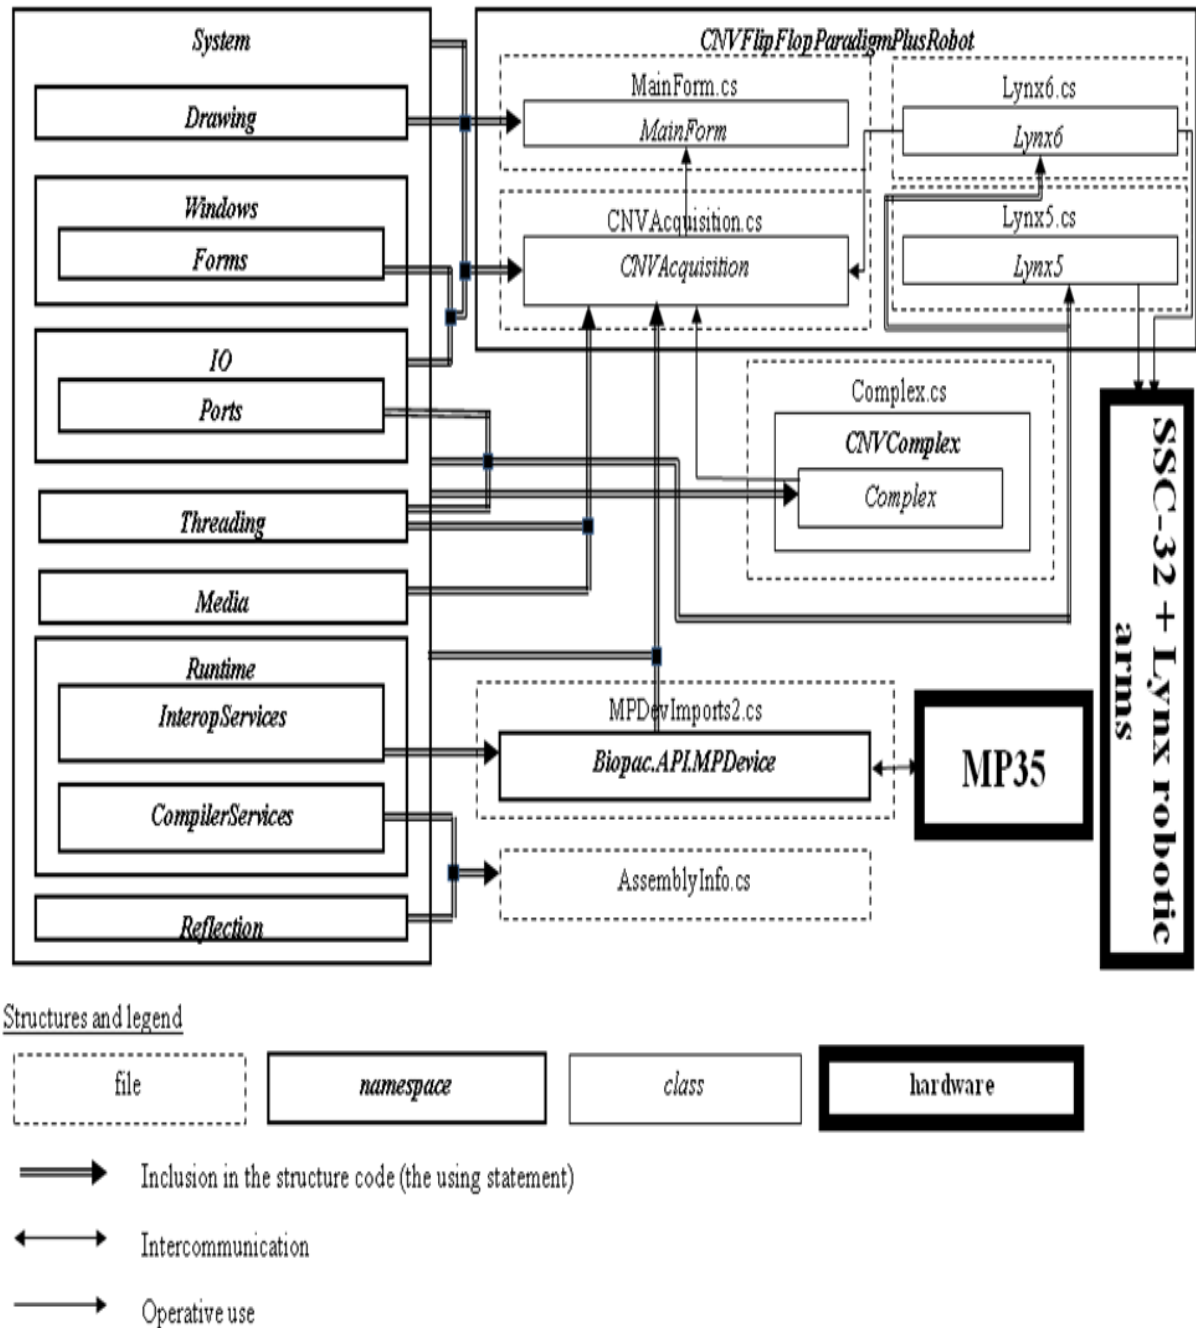 System
Drawing
Windows
Forms
IO
Ports
Threading
Media
Runtime
InteropServices
CompilerServices
Reflection
CNVFlipFlopParadigmPlusRobot
MainForm.cs
MainForm
CNVAcquisition.cs
CNVAcquisition
Lynx6.cs
Lynx6
Lynx5.cs
Lynx5
Complex.cs
CNVComplex
Complex
MPDevImports2.cs
Biopac.API.MPDevice
AssemblyInfo.cs
MP35
SSC-32 + Lynx robotic
arms
Structures and legend
file
namespace
class
hardware
Inclusion in the structure code (the using statement)
Intercommunication
Operative use